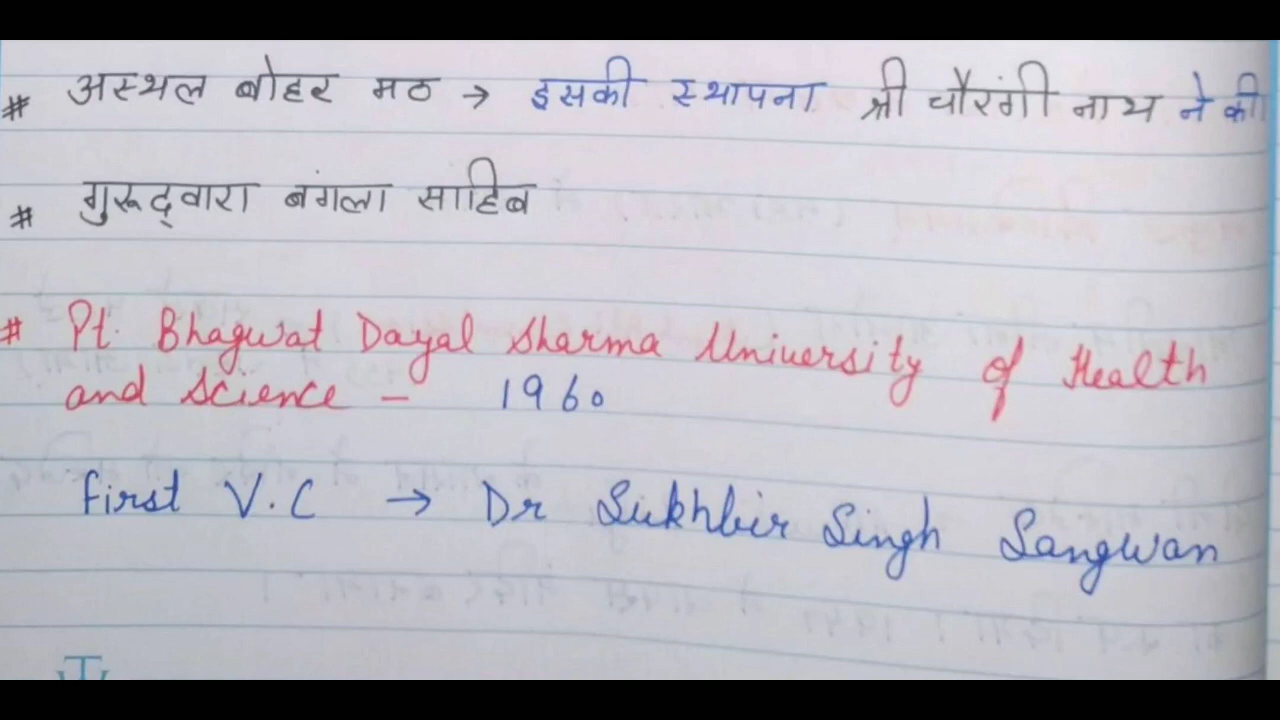 # अस्थल बोहर मठ → इसकी स्थापना श्री चौरंगी नाथ ने की
# गुरूद्वारा बंगला साहिब
# Pt. Bhagwat Dayal Sharma University of Health
and Science - 1960
first V.C → Dr Sukhbir Singh Sangwan